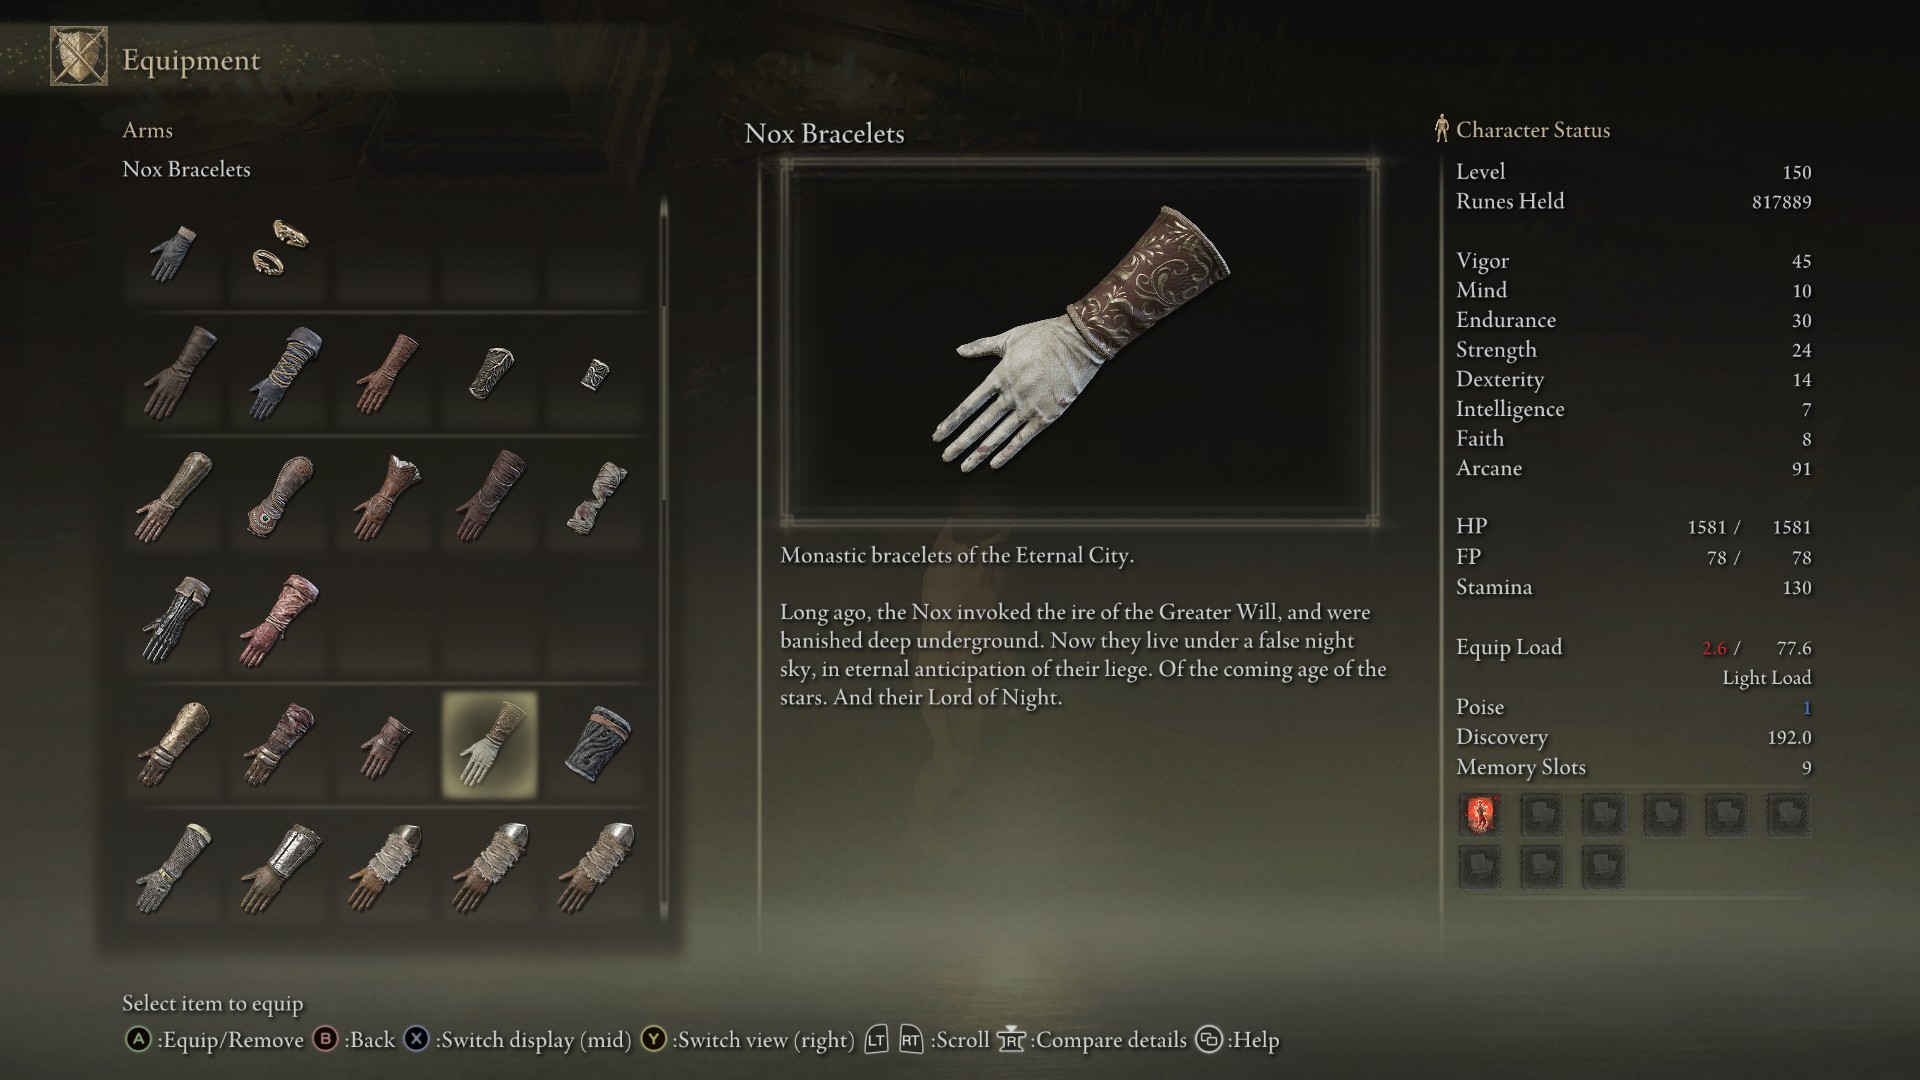 Equipment
Arms
Nox Bracelets
Nox Bracelets
Monastic bracelets of the Eternal City.
Long ago, the Nox invoked the ire of the Greater Will, and were
banished deep underground. Now they live under a false night
sky, in eternal anticipation of their liege. Of the coming age of the
stars. And their Lord of Night.
Character Status
Level 150
Runes Held 817889
Vigor 45
Mind 10
Endurance 30
Strength 24
Dexterity 14
Intelligence 7
Faith 8
Arcane 91
HP 1581 / 1581
FP 78 / 78
Stamina 130
Equip Load 2.6 / 77.6
Light Load
Poise 1
Discovery 192.0
Memory Slots 9
Select item to equip
A :Equip/Remove B :Back X :Switch display (mid) Y :Switch view (right) LT RT :Scroll R :Compare details :Help